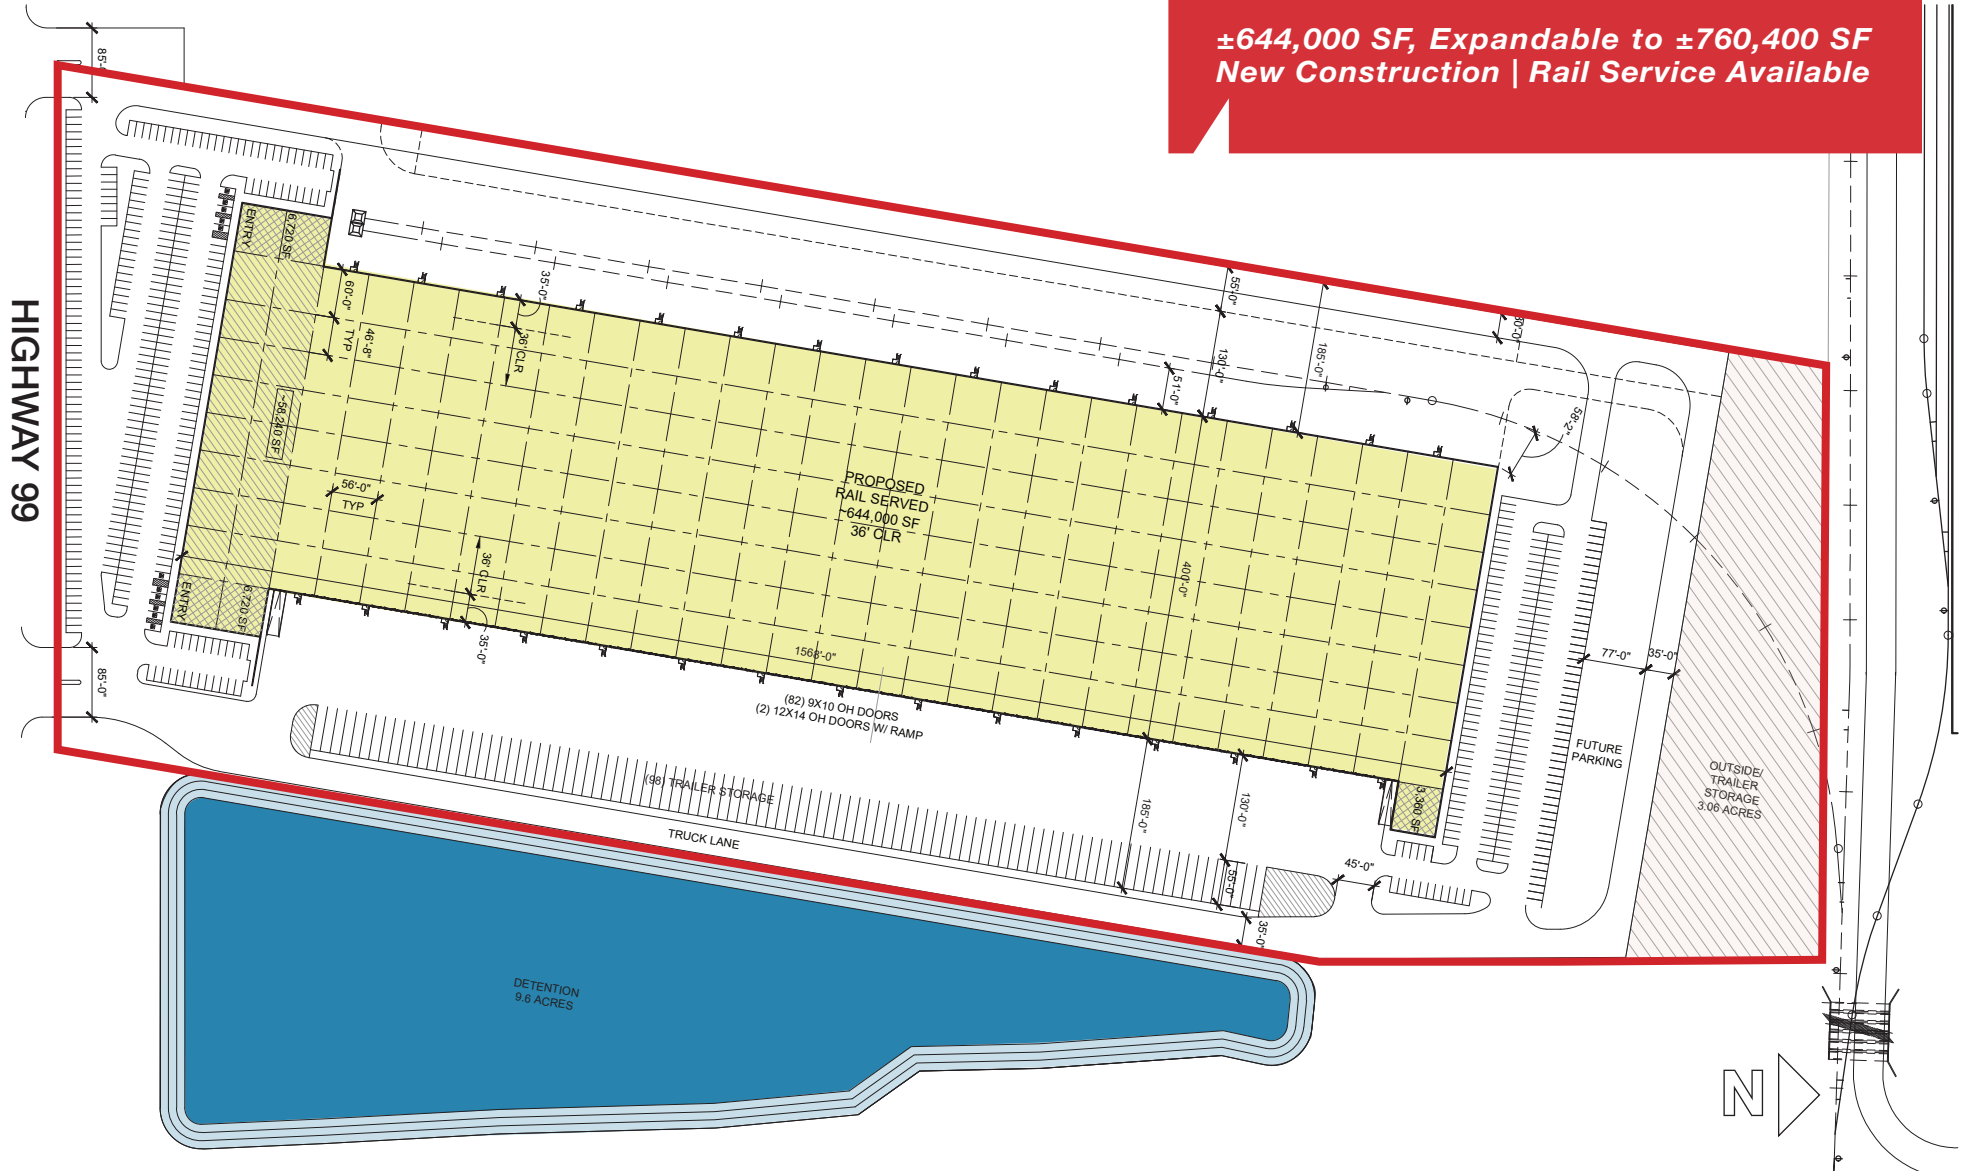 ±644,000 SF, Expandable to ±760,400 SF
New Construction | Rail Service Available
85'-0"
HIGHWAY 99
ENTRY
6,720 SF
60'-0"
TYP
46'-8"
35'-0"
36' CLR
~58,240 SF
56'-0"
TYP
36' CLR
35'-0"
ENTRY
6,720 SF
85'-0"
PROPOSED
RAIL SERVED
~644,000 SF
36' CLR
55'-0"
130'-0"
185'-0"
51'-0"
58'-2"
400'-0"
1568'-0"
(82) 9X10 OH DOORS
(2) 12X14 OH DOORS W/ RAMP
(98) TRAILER STORAGE
TRUCK LANE
185'-0"
130'-0"
55'-0"
35'-0"
45'-0"
3,360 SF
77'-0"
35'-0"
FUTURE
PARKING
OUTSIDE/
TRAILER
STORAGE
3.06 ACRES
DETENTION
9.6 ACRES
N